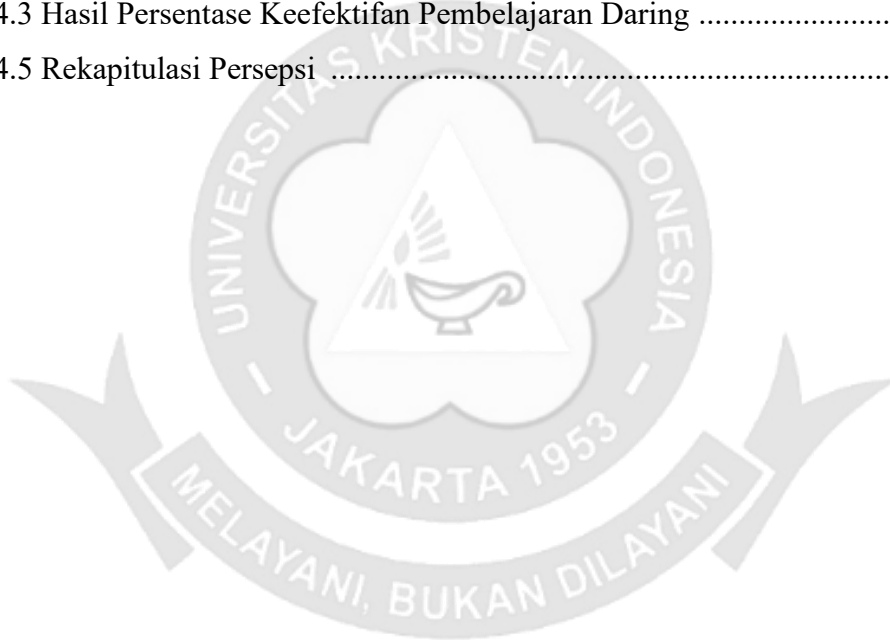 4.3 Hasil Persentase Keefektifan Pembelajaran Daring ........................
4.5 Rekapitulasi Persepsi .......................................................................
UNIVERSITAS KRISTEN INDONESIA
- JAKARTA 1953 -
MELAYANI, BUKAN DILAYANI